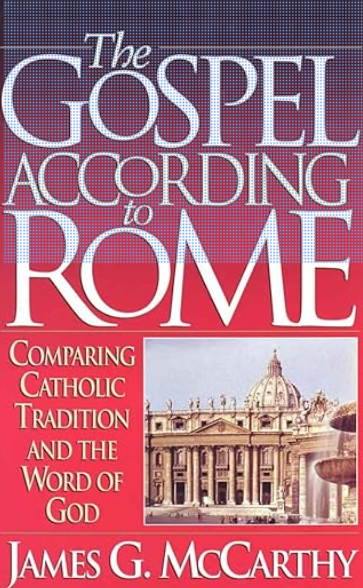 The
GOSPEL
ACCORDING
to
ROME
COMPARING
CATHOLIC
TRADITION
AND THE
WORD OF
GOD
JAMES G. MCCARTHY